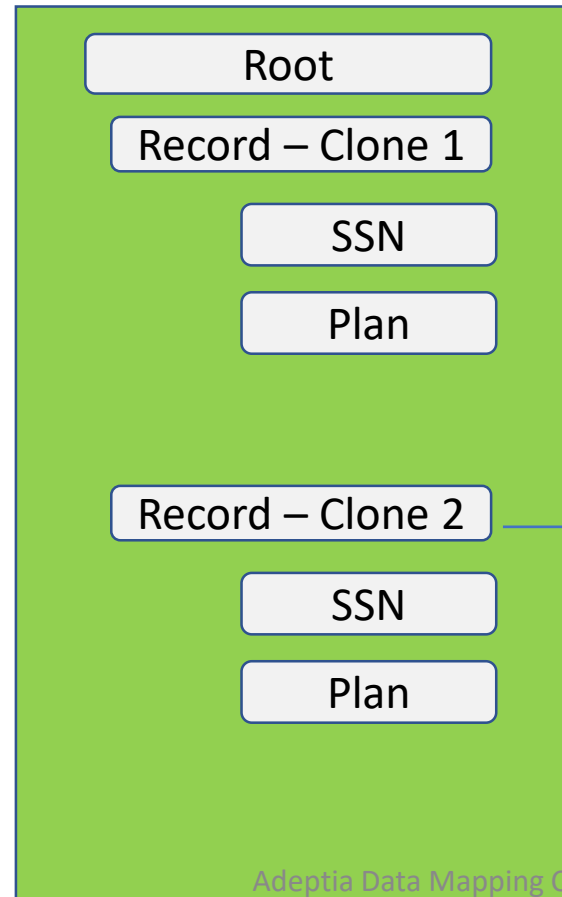 Root
Record – Clone 1
SSN
Plan
Record – Clone 2
SSN
Plan
Adeptia Data Mapping